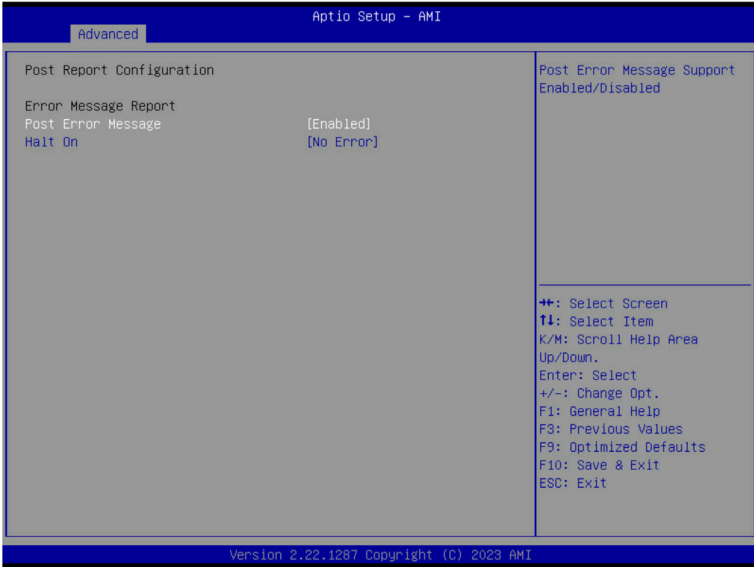 Aptio Setup – AMI
Advanced
Post Report Configuration
Error Message Report
Post Error Message [Enabled]
Halt On [No Error]
Post Error Message Support
Enabled/Disabled
→←: Select Screen
↑↓: Select Item
K/M: Scroll Help Area
Up/Down.
Enter: Select
+/-: Change Opt.
F1: General Help
F3: Previous Values
F9: Optimized Defaults
F10: Save & Exit
ESC: Exit
Version 2.22.1287 Copyright (C) 2023 AMI